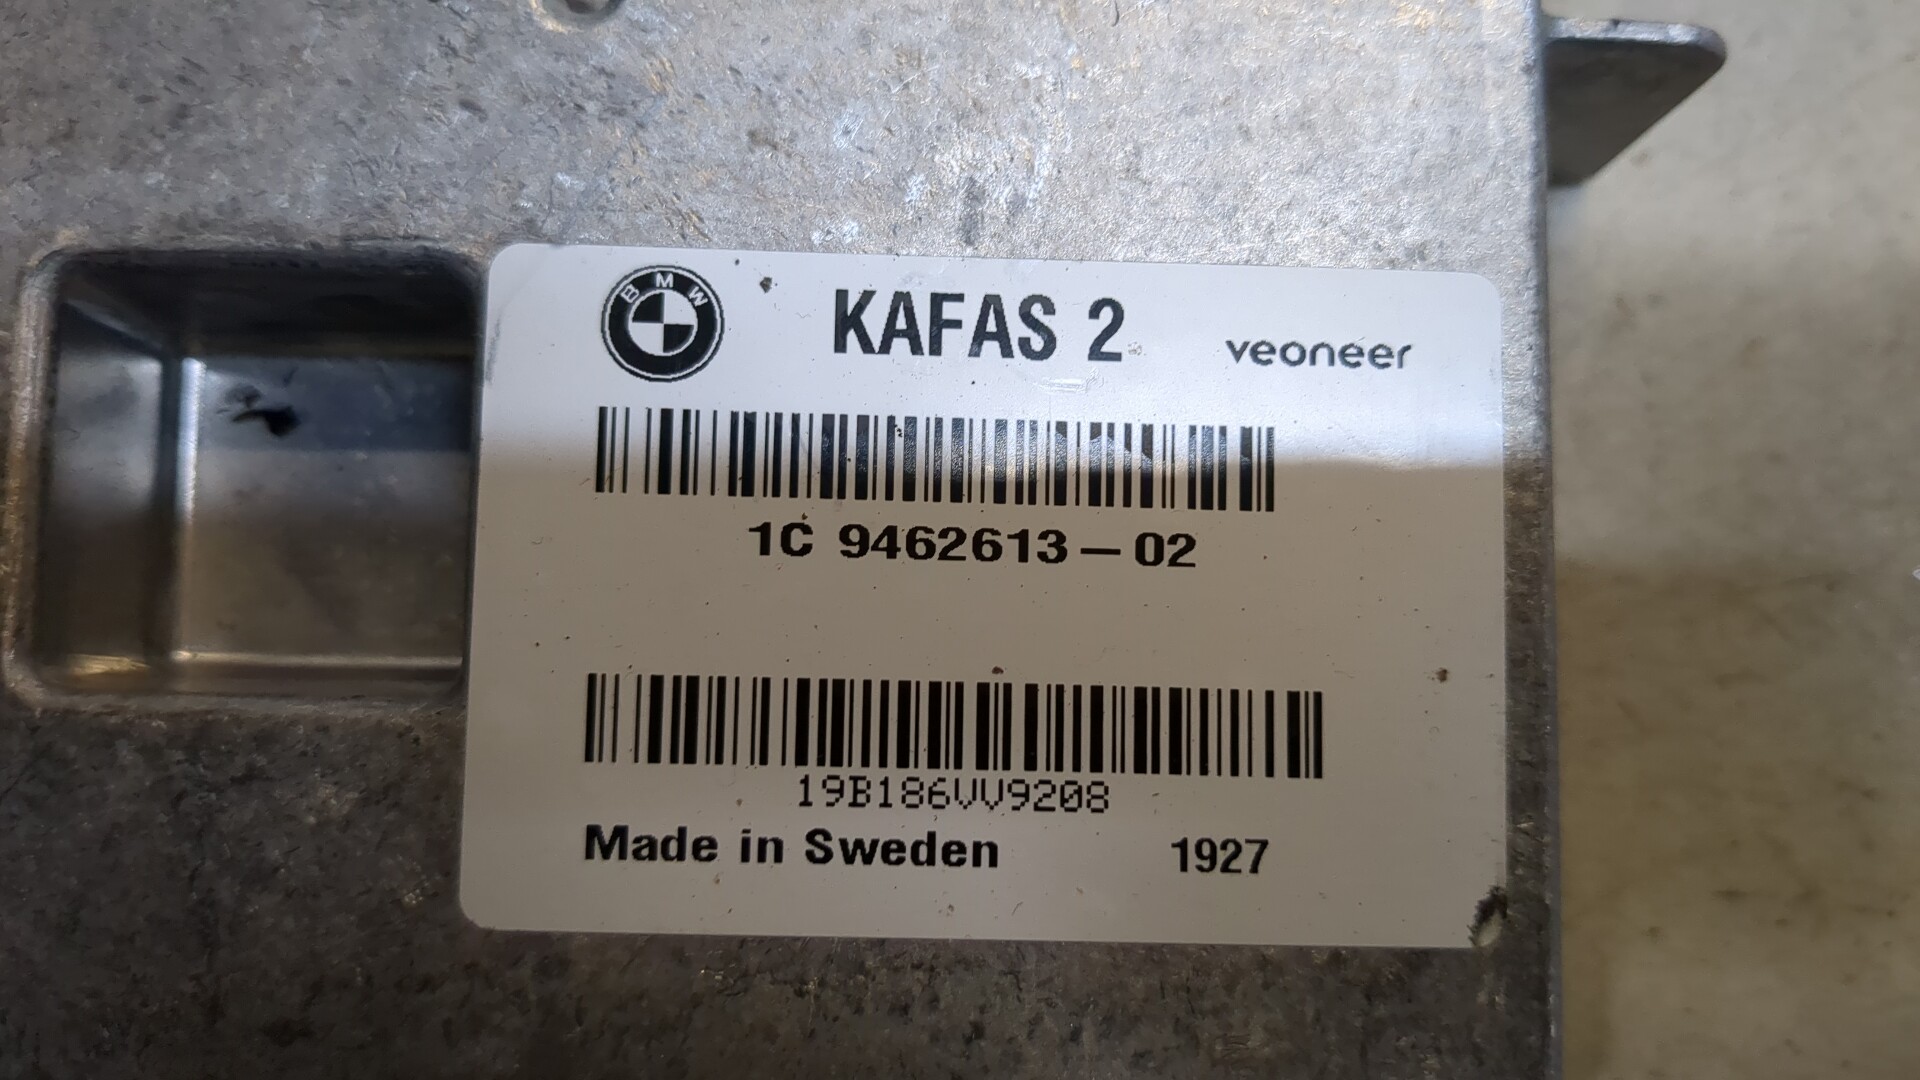 BMW
KAFAS 2
veoneer
1C 9462613-02
19B186VV9208
Made in Sweden 1927